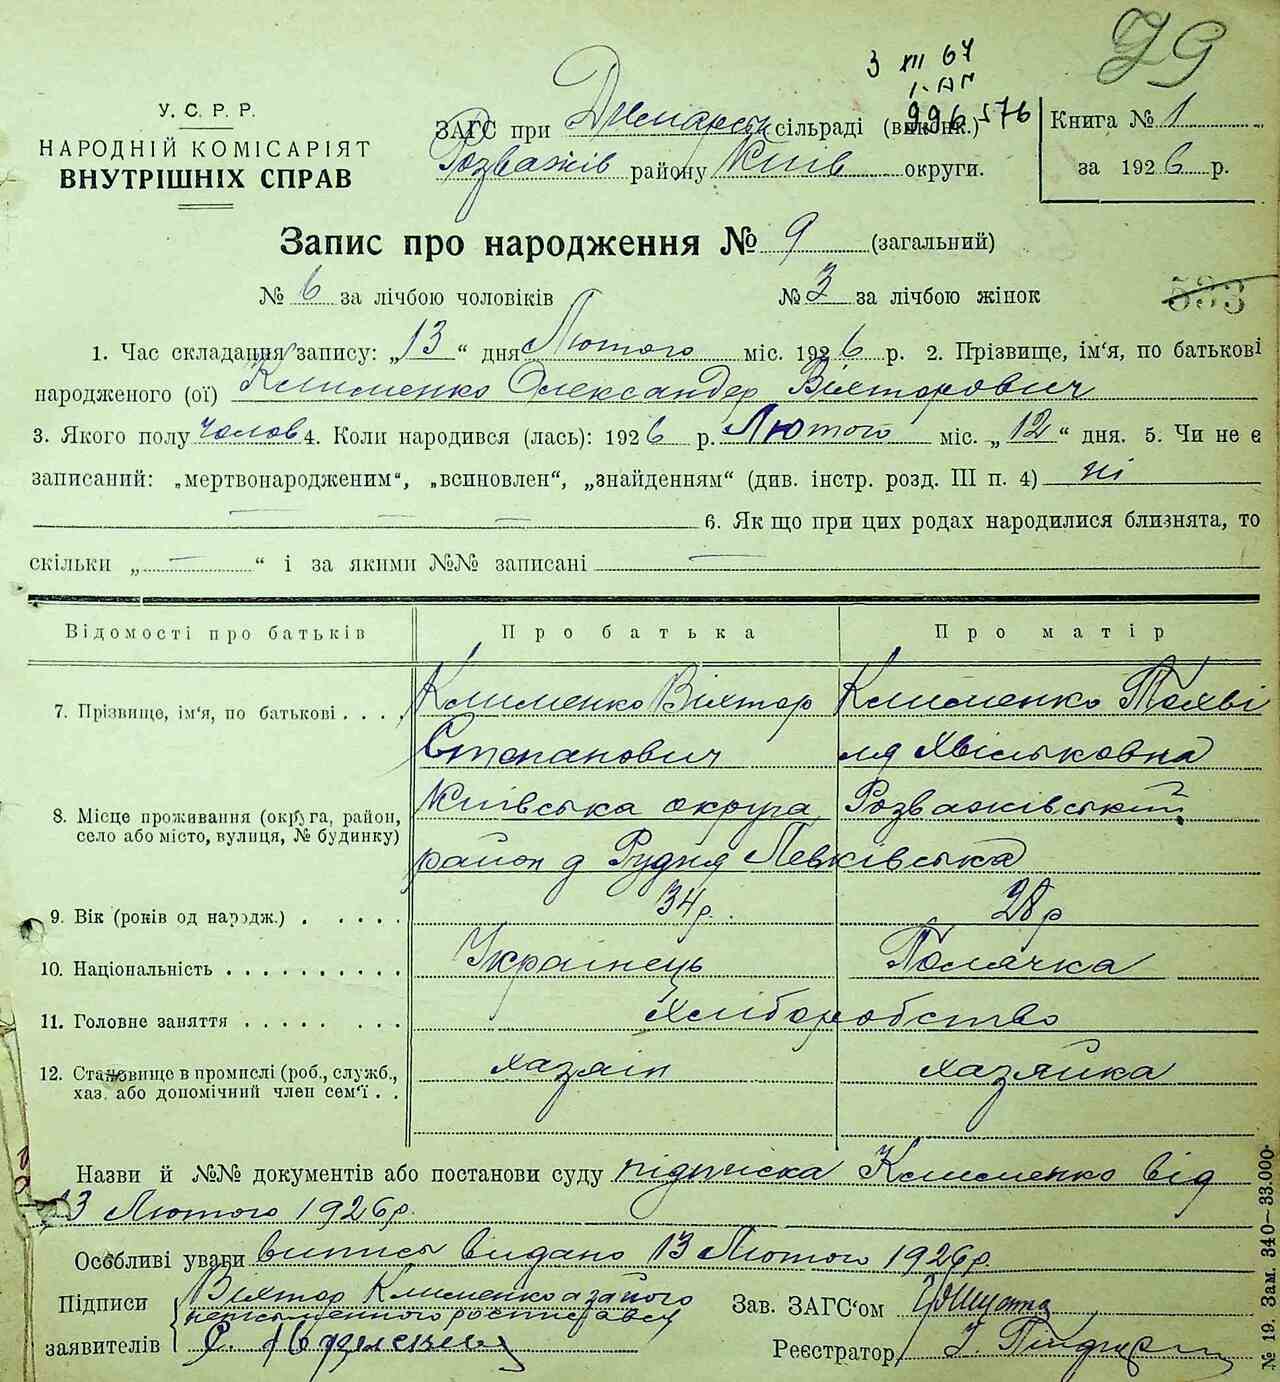 79
3 XII 67
996576
У. С. Р. Р.
НАРОДНІЙ КОМІСАРІЯТ
ВНУТРІШНІХ СПРАВ
ЗАГС при сільраді (виконк.)
Розважів району Київ округи.
Книга № 1
за 1926 р.
Запис про народження № 9 (загальний)
№ 6 за лічбою чоловіків № 3 за лічбою жінок
533
1. Час складання запису: „13“ дня Лютого міс. 1926 р. 2. Прізвище, ім‘я, по батькові
народженого (ої) Клименко Олександер Вікторович
3. Якого полу чолов 4. Коли народився (лась): 1926 р. Лютого міс. „12“ дня. 5. Чи не є
записаний: „мертвонародженим“, „всиновлен“, „знайденням“ (див. інстр. розд. III п. 4) ні
6. Як що при цих родах народилися близнята, то
скільки „ — “ і за якими №№ записані —
Відомості про батьків Про батька Про матір
7. Прізвище, ім‘я, по батькові . . . . Клименко Віктор Клименко
Степанович
8. Місце проживання (округа, район, село або місто, вулиця, № будинку) Київська округа Розважівський
район д Рудня Левківська
9. Вік (років од народж.) . . . . . 34 р. 28 р
10. Національність . . . . . . . . . . Українець Полячка
11. Головне заняття . . . . . . . . . Хліборобство
12. Становище в промислі (роб., служб., хаз. або допомічний член сем‘ї . . хазяін хазяйка
Назви й №№ документів або постанови суду підписка Клименко від
13 Лютого 1926 р.
Особливі уваги випись видано 13 Лютого 1926 р.
Підписи заявителів Віктор Клименко а за його
неписьменного росписався
Зав. ЗАГС‘ом
Реєстратор
№ 19. Зам. 340—33.000